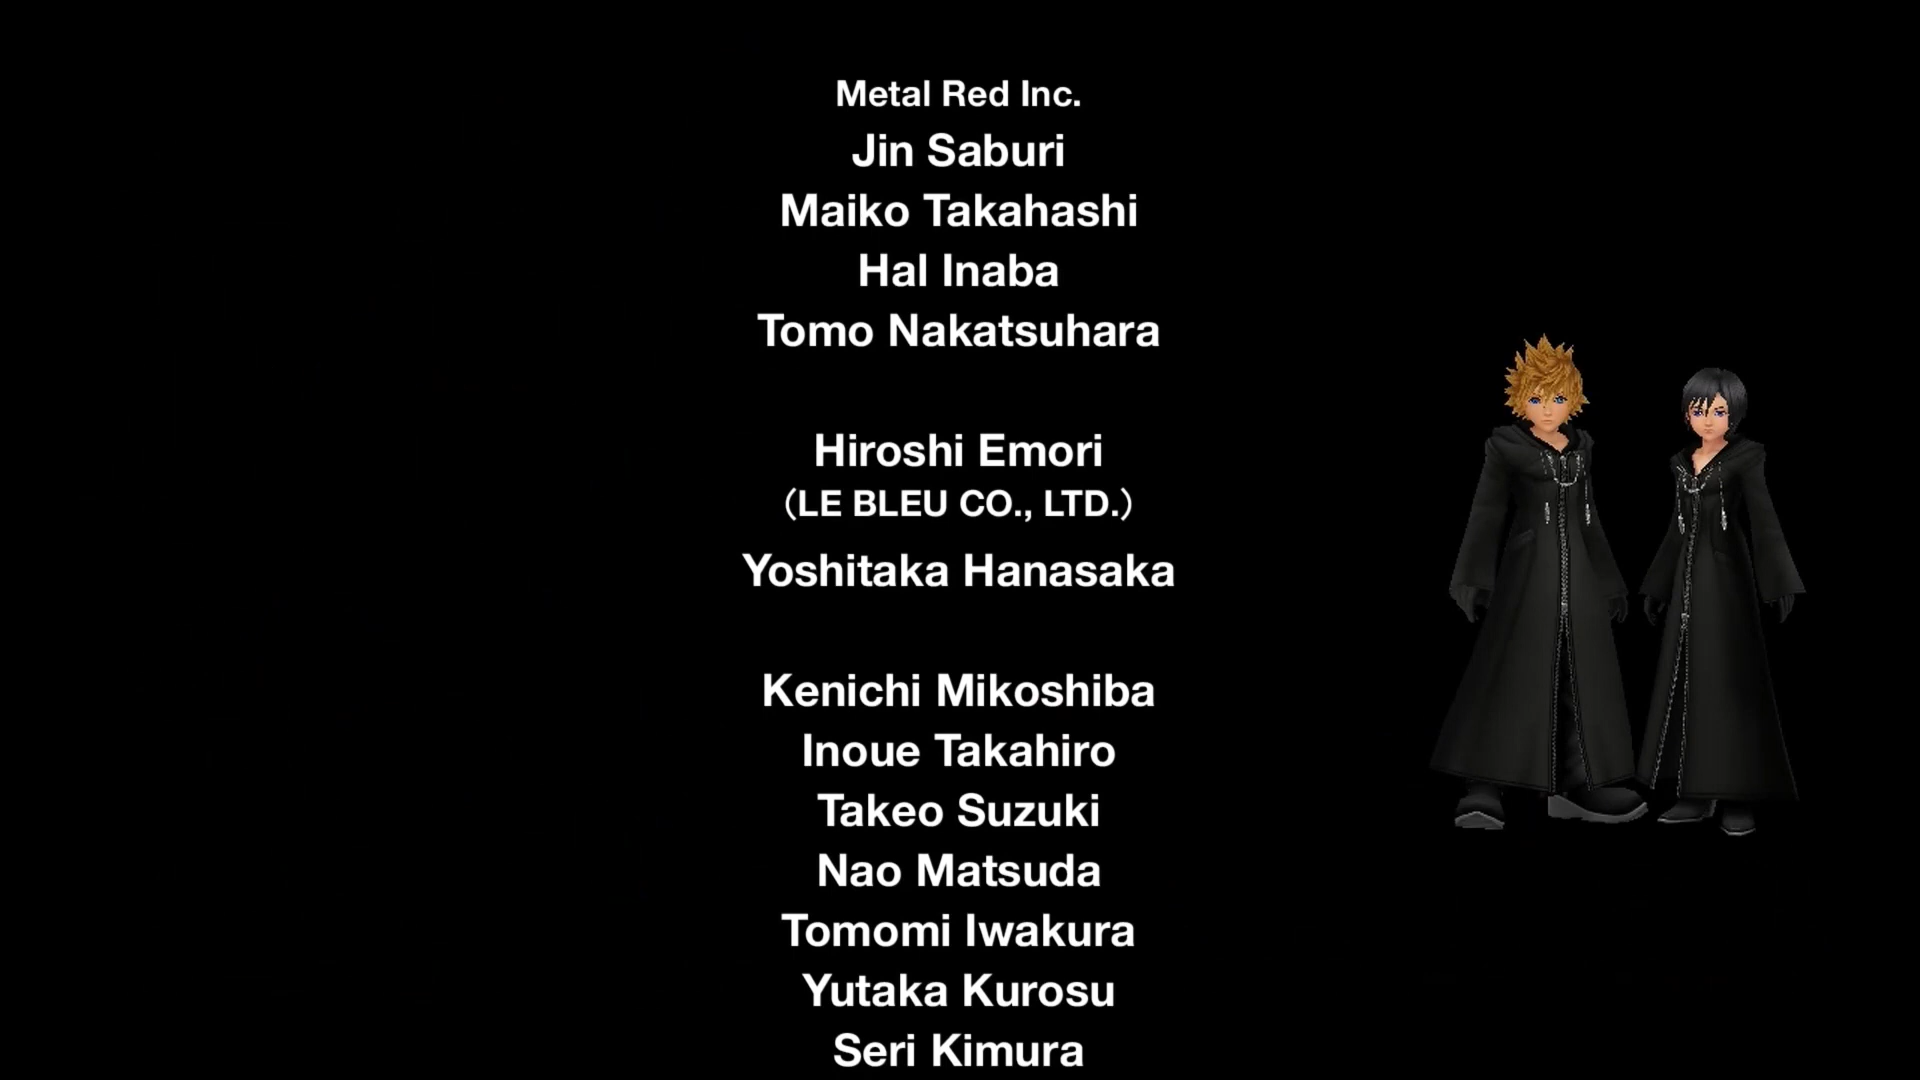 Metal Red Inc.
Jin Saburi
Maiko Takahashi
Hal Inaba
Tomo Nakatsuhara
Hiroshi Emori
(LE BLEU CO., LTD.)
Yoshitaka Hanasaka
Kenichi Mikoshiba
Inoue Takahiro
Takeo Suzuki
Nao Matsuda
Tomomi Iwakura
Yutaka Kurosu
Seri Kimura